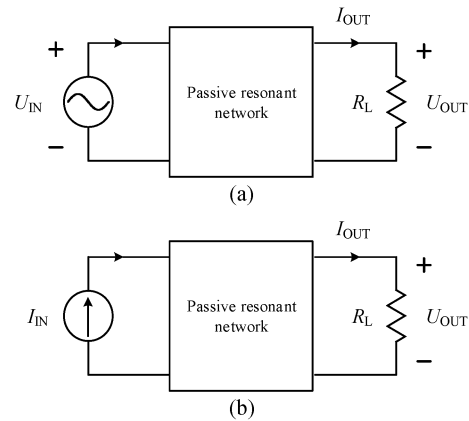 I_OUT
+ +
U_IN Passive resonant network R_L U_OUT
− −
(a)
I_OUT
+
I_IN Passive resonant network R_L U_OUT
−
(b)